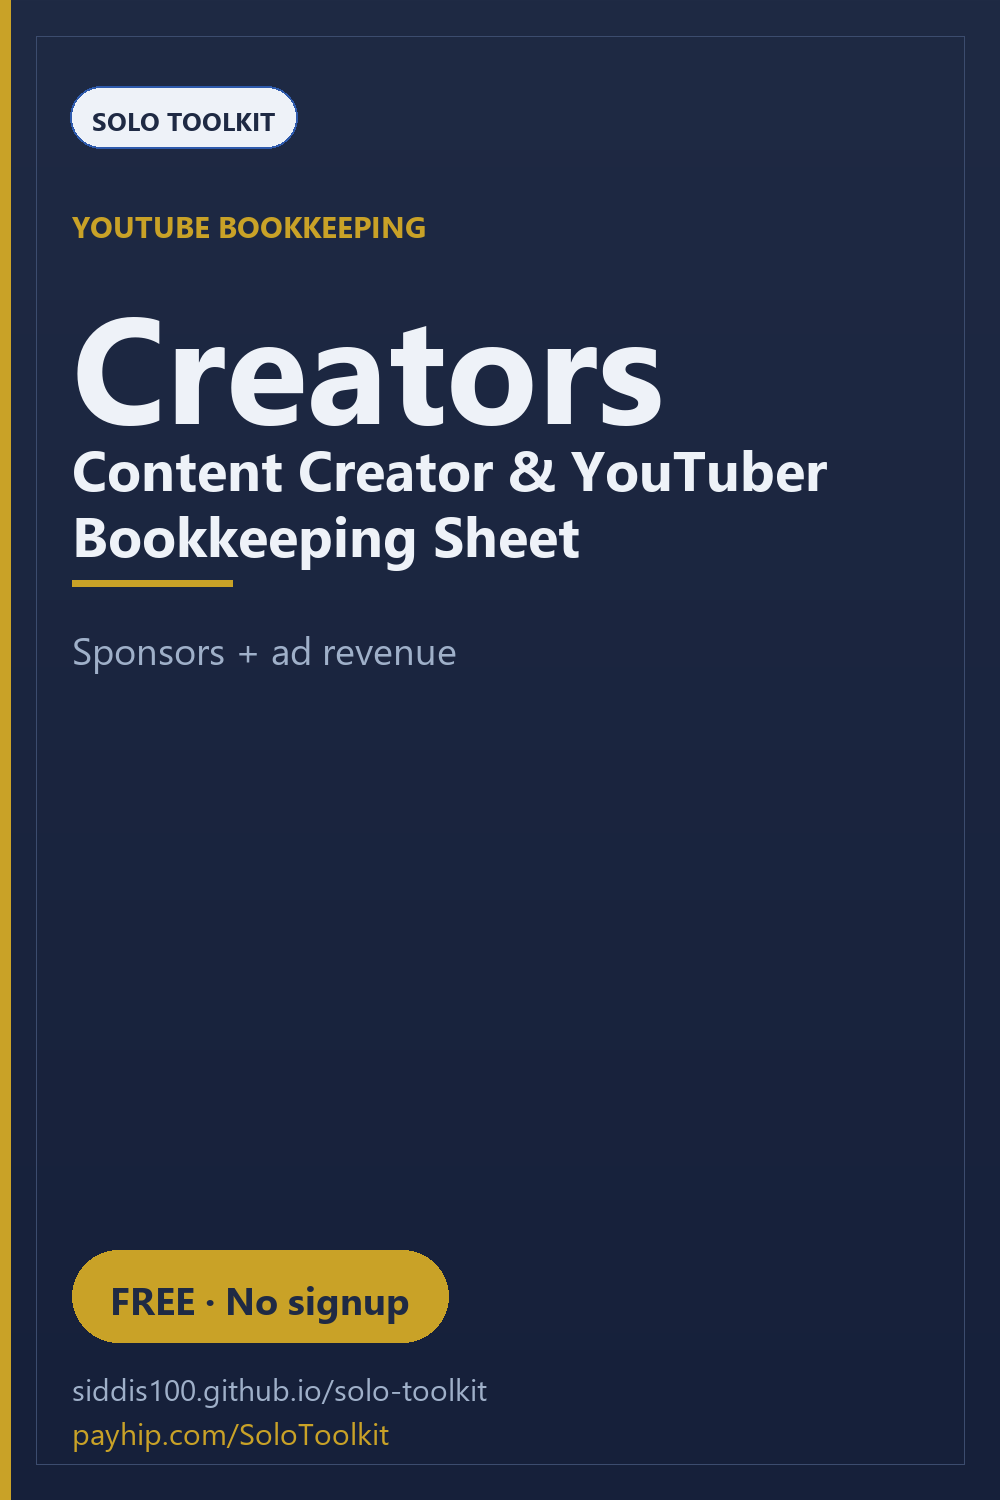 SOLO TOOLKIT
YOUTUBE BOOKKEEPING
Creators
Content Creator & YouTuber
Bookkeeping Sheet
Sponsors + ad revenue
FREE · No signup
siddis100.github.io/solo-toolkit
payhip.com/SoloToolkit